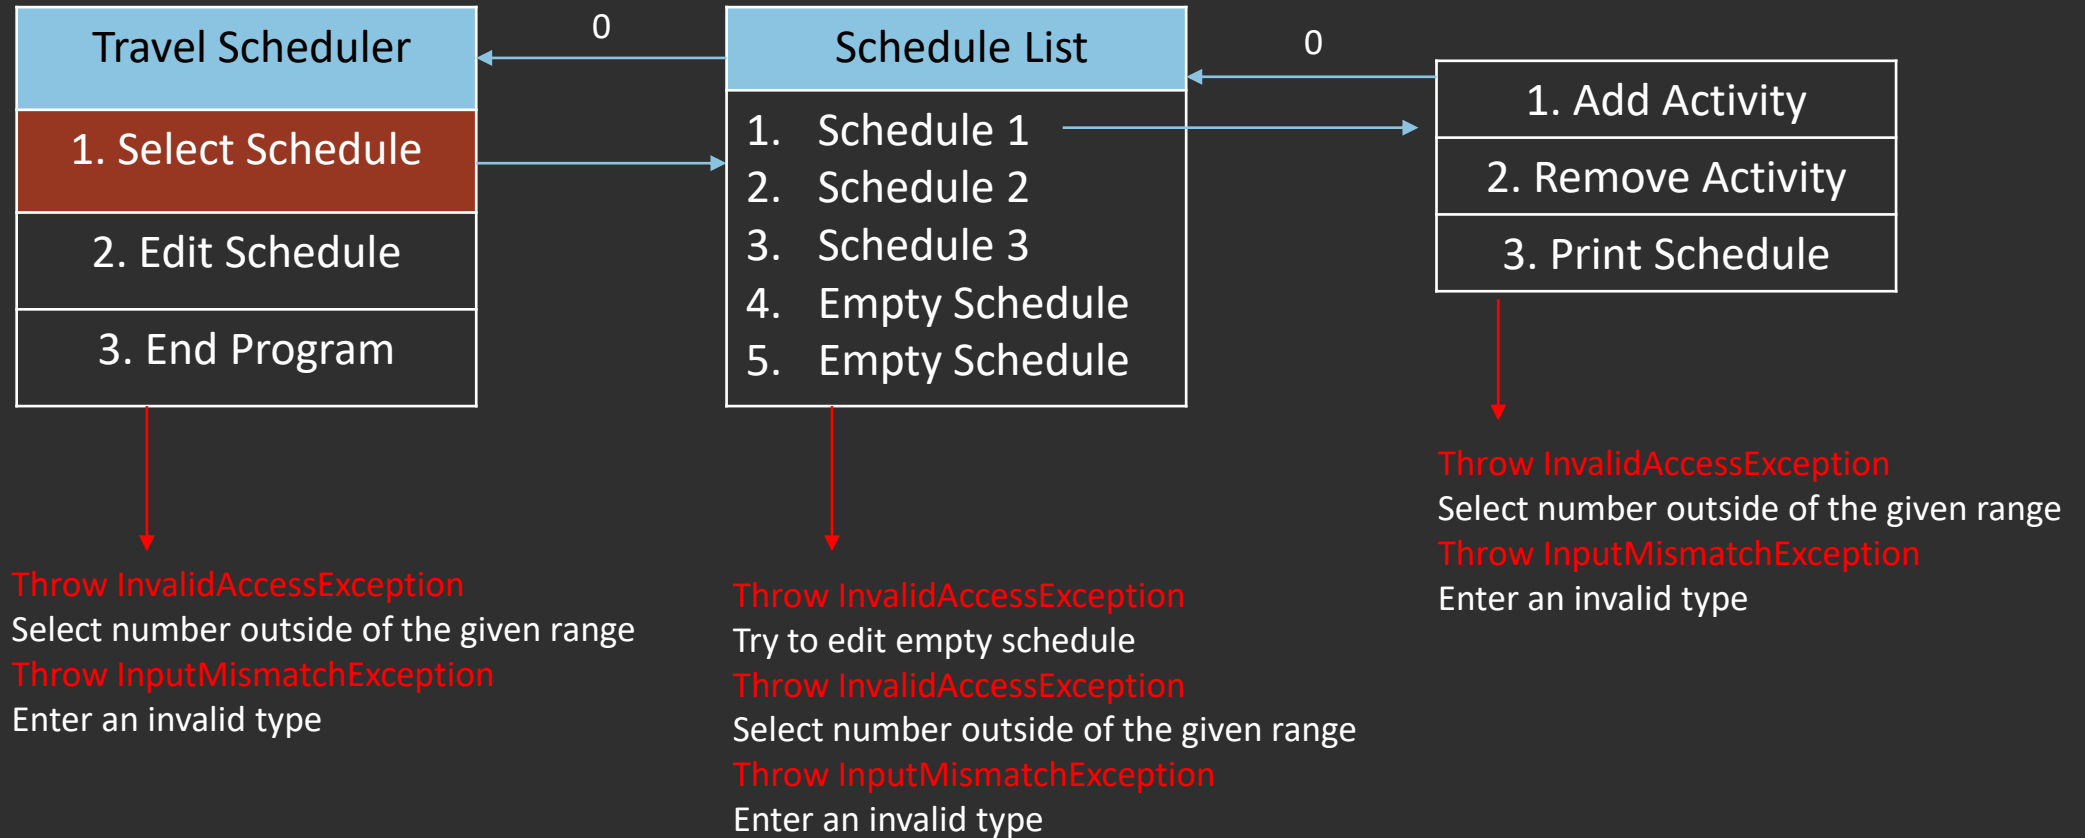 Travel Scheduler
1. Select Schedule
2. Edit Schedule
3. End Program
0
Schedule List
1. Schedule 1
2. Schedule 2
3. Schedule 3
4. Empty Schedule
5. Empty Schedule
0
1. Add Activity
2. Remove Activity
3. Print Schedule
Throw InvalidAccessException
Select number outside of the given range
Throw InputMismatchException
Enter an invalid type
Throw InvalidAccessException
Try to edit empty schedule
Throw InvalidAccessException
Select number outside of the given range
Throw InputMismatchException
Enter an invalid type
Throw InvalidAccessException
Select number outside of the given range
Throw InputMismatchException
Enter an invalid type